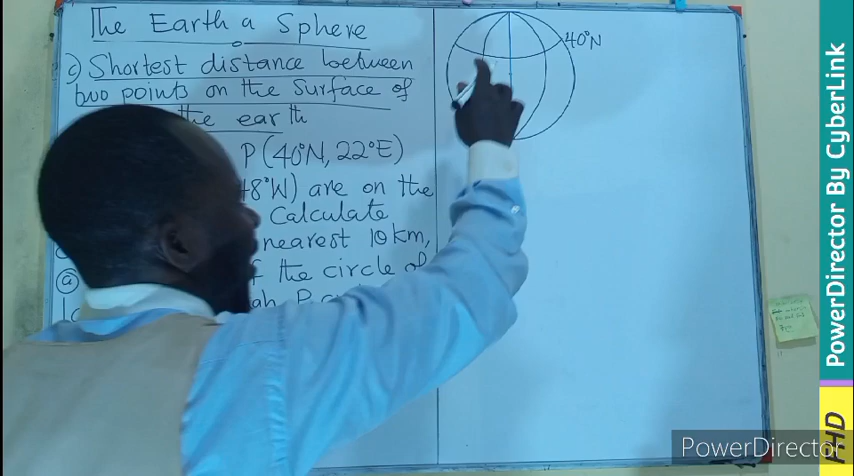 The Earth a Sphere
c) Shortest distance between
two points on the surface of
the earth
P(40°N, 22°E)
48°W) are on the
Calculate
nearest 10km,
(a) f the circle of
P
40°N
PowerDirector By CyberLink
FHD
PowerDirector